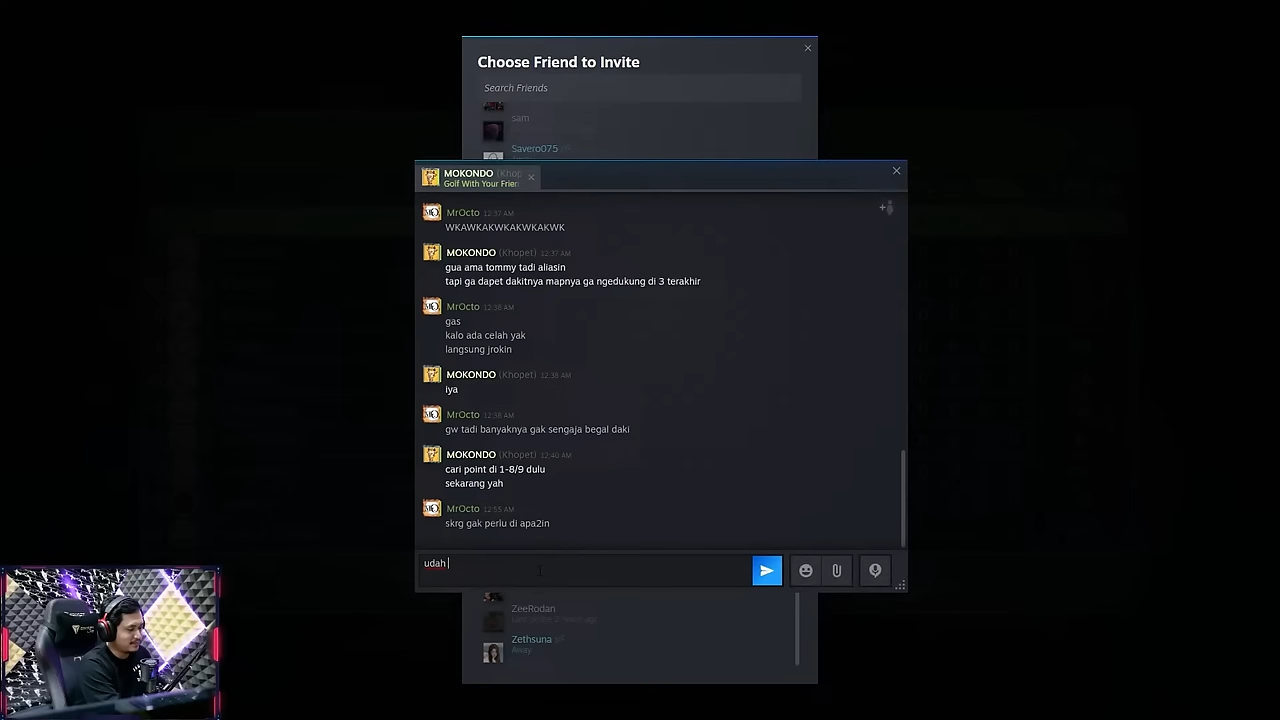 Choose Friend to Invite
Search Friends
sam
Savero075
MOKONDO (Khop
Golf With Your Frien
MrOcto 12:37 AM
WKAWKAKWKAKWKAKWK
MOKONDO (Khopet) 12:37 AM
gua ama tommy tadi aliasin
tapi ga dapet dakitnya mapnya ga ngedukung di 3 terakhir
MrOcto 12:38 AM
gas
kalo ada celah yak
langsung jrokin
MOKONDO (Khopet) 12:38 AM
iya
MrOcto 12:38 AM
gw tadi banyaknya gak sengaja begal daki
MOKONDO (Khopet) 12:40 AM
cari point di 1-8/9 dulu
sekarang yah
MrOcto 12:55 AM
skrg gak perlu di apa2in
udah
ZeeRodan
Zethsuna
Away